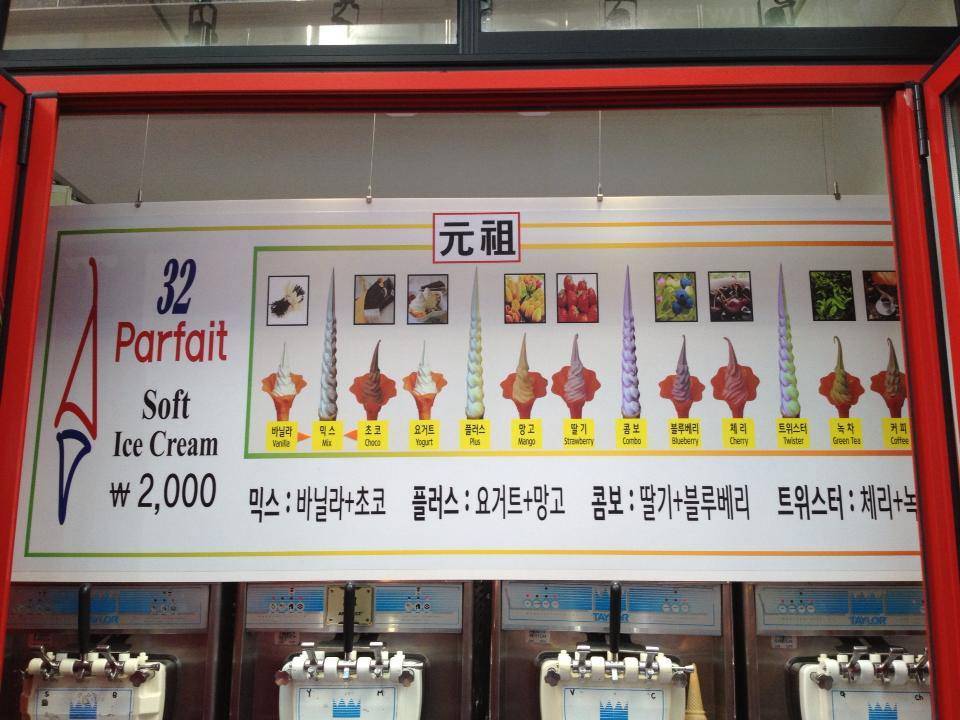 元祖
32
Parfait
Soft
Ice Cream
₩ 2,000
바닐라 믹스 초코 요거트 플러스 망고 딸기 콤보 블루베리 체리 트위스터 녹차 커피
Vanilla Mix Choco Yogurt Plus Mango Strawberry Combo Blueberry Cherry Twister Green Tea Coffee
믹스 : 바닐라+초코 플러스 : 요거트+망고 콤보 : 딸기+블루베리 트위스터 : 체리+녹
TAYLOR TAYLOR TAYLOR
S B Y M V C G Ch